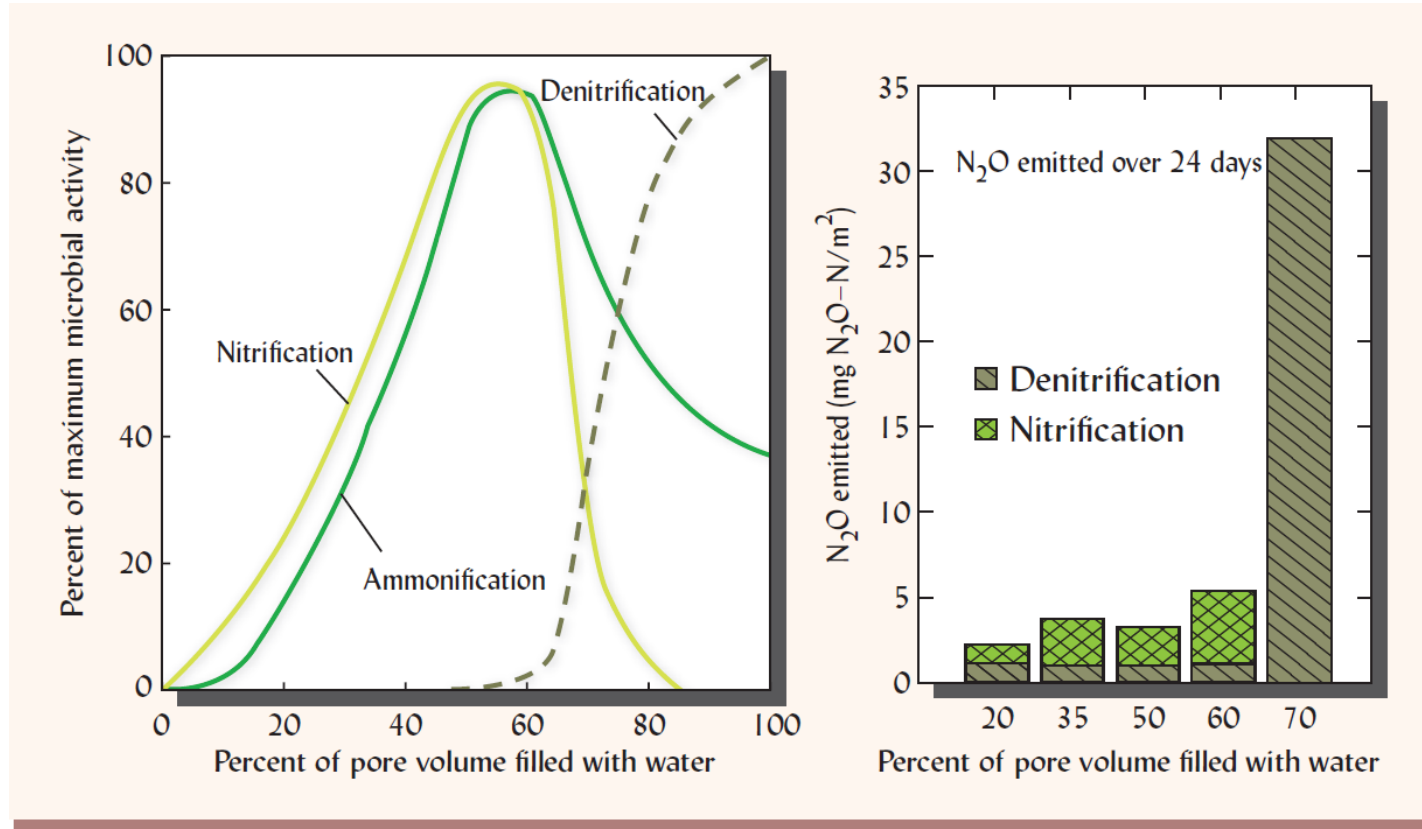 Percent of maximum microbial activity
100
80
60
40
20
0
Denitrification
Nitrification
Ammonification
0 20 40 60 80 100
Percent of pore volume filled with water
N₂O emitted (mg N₂O–N/m²)
35
30
25
20
15
10
5
0
N₂O emitted over 24 days
Denitrification
Nitrification
20 35 50 60 70
Percent of pore volume filled with water